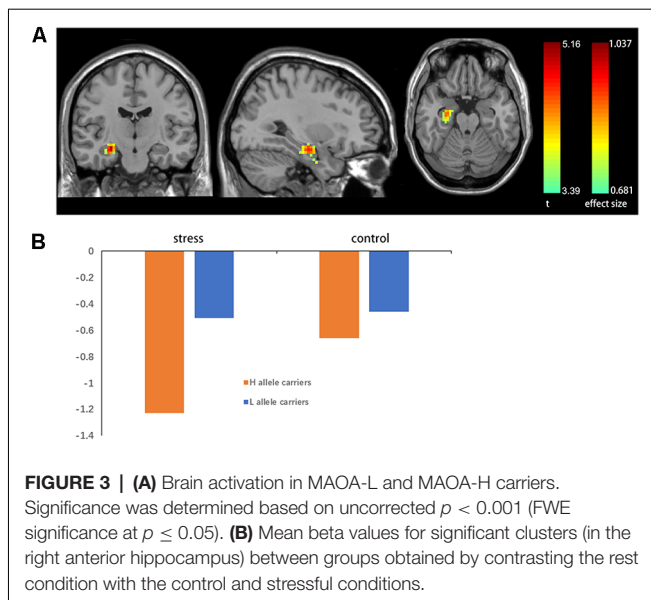 A
5.16 1.037
3.39 0.681
t effect size
B
stress control
0
-0.2
-0.4
-0.6
-0.8
-1
-1.2
-1.4
H allele carriers
L allele carriers
FIGURE 3 | (A) Brain activation in MAOA-L and MAOA-H carriers.
Significance was determined based on uncorrected p < 0.001 (FWE
significance at p ≤ 0.05). (B) Mean beta values for significant clusters (in the
right anterior hippocampus) between groups obtained by contrasting the rest
condition with the control and stressful conditions.